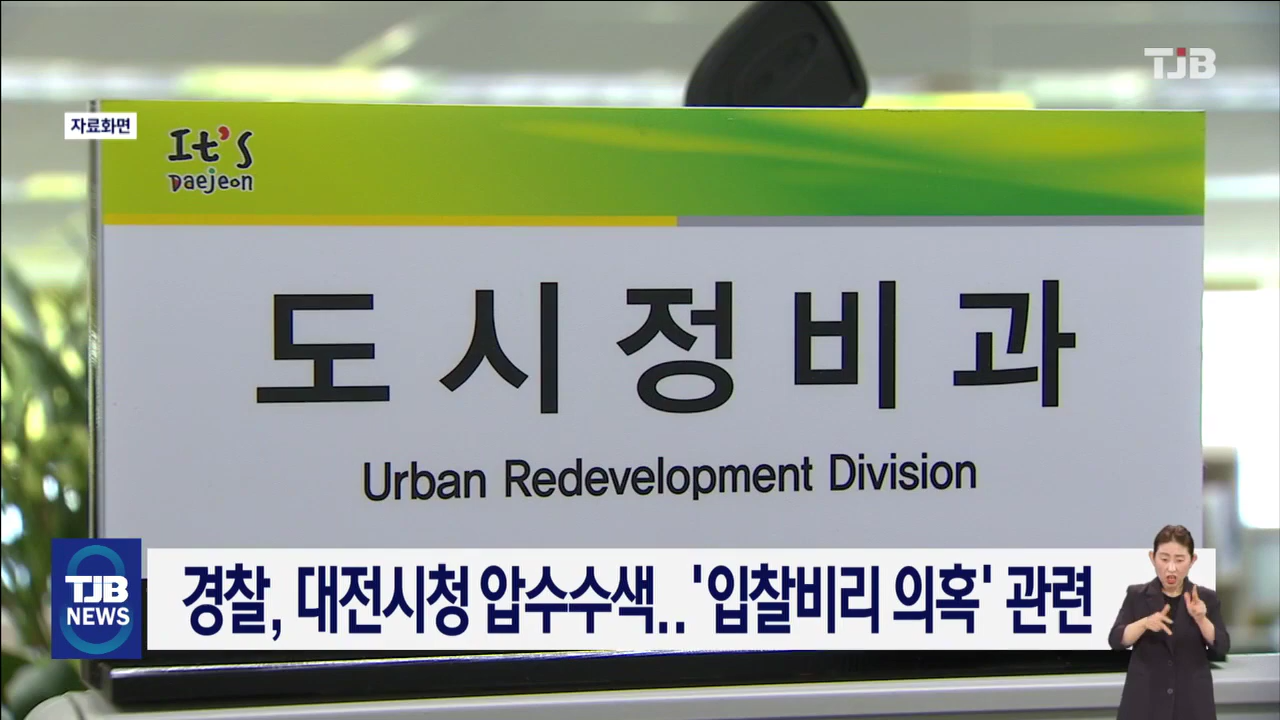 TJB
자료화면
It's
Daejeon
도시정비과
Urban Redevelopment Division
TJB
NEWS
경찰, 대전시청 압수수색.. '입찰비리 의혹' 관련